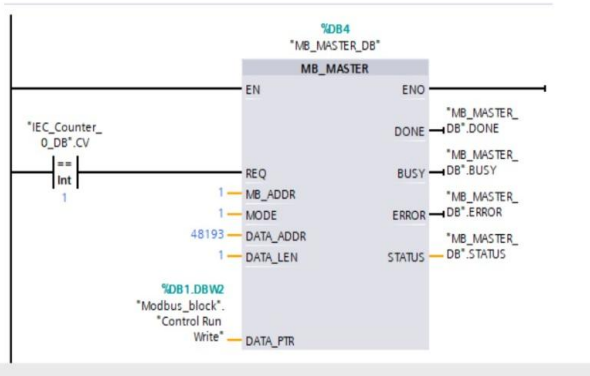 %DB4
"MB_MASTER_DB"
MB_MASTER
EN
ENO
"IEC_Counter_
0_DB".CV
==
Int
1
DONE
"MB_MASTER_
DB".DONE
REQ
BUSY
"MB_MASTER_
DB".BUSY
1
MB_ADDR
1
MODE
ERROR
"MB_MASTER_
DB".ERROR
48193
DATA_ADDR
1
DATA_LEN
STATUS
"MB_MASTER_
DB".STATUS
%DB1.DBW2
"Modbus_block".
"Control Run
Write"
DATA_PTR